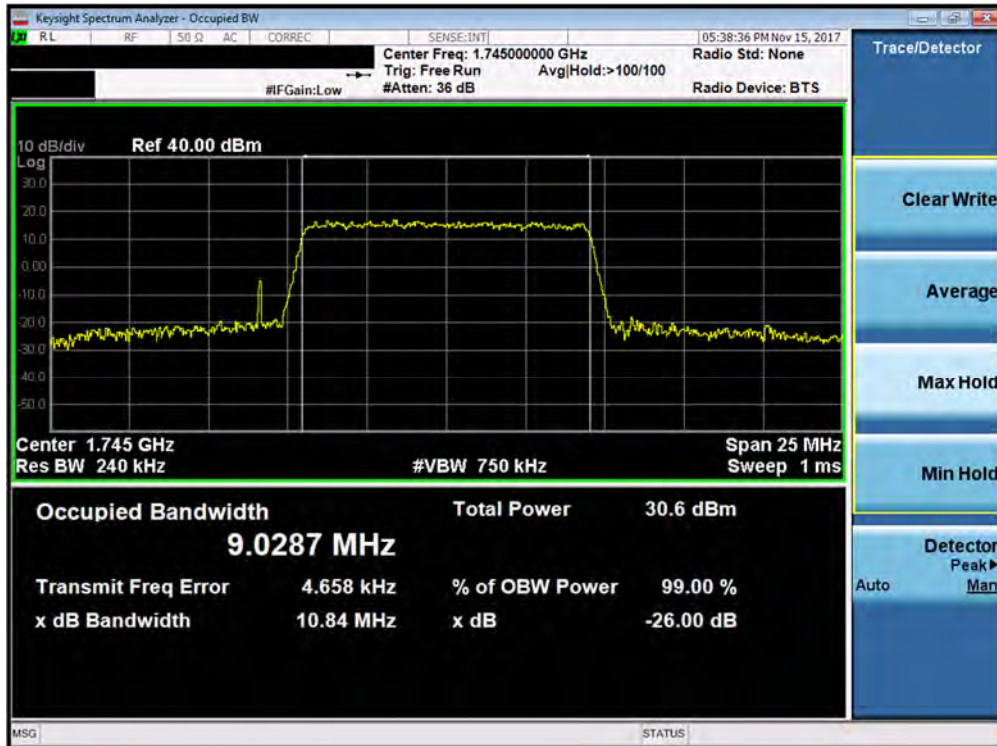 Keysight Spectrum Analyzer - Occupied BW
LXI RL RF 50 Ω AC CORREC SENSE:INT 05:38:36 PM Nov 15, 2017
Center Freq: 1.745000000 GHz Radio Std: None
Trig: Free Run Avg|Hold:>100/100
#IFGain:Low #Atten: 36 dB Radio Device: BTS
Trace/Detector
10 dB/div Ref 40.00 dBm
Log
30.0
20.0
10.0
0.00
-10.0
-20.0
-30.0
-40.0
-50.0
Center 1.745 GHz Span 25 MHz
Res BW 240 kHz #VBW 750 kHz Sweep 1 ms
Occupied Bandwidth Total Power 30.6 dBm
9.0287 MHz
Transmit Freq Error 4.658 kHz % of OBW Power 99.00 %
x dB Bandwidth 10.84 MHz x dB -26.00 dB
Clear Write
Average
Max Hold
Min Hold
Detector
Peak▶
Auto Man
MSG STATUS